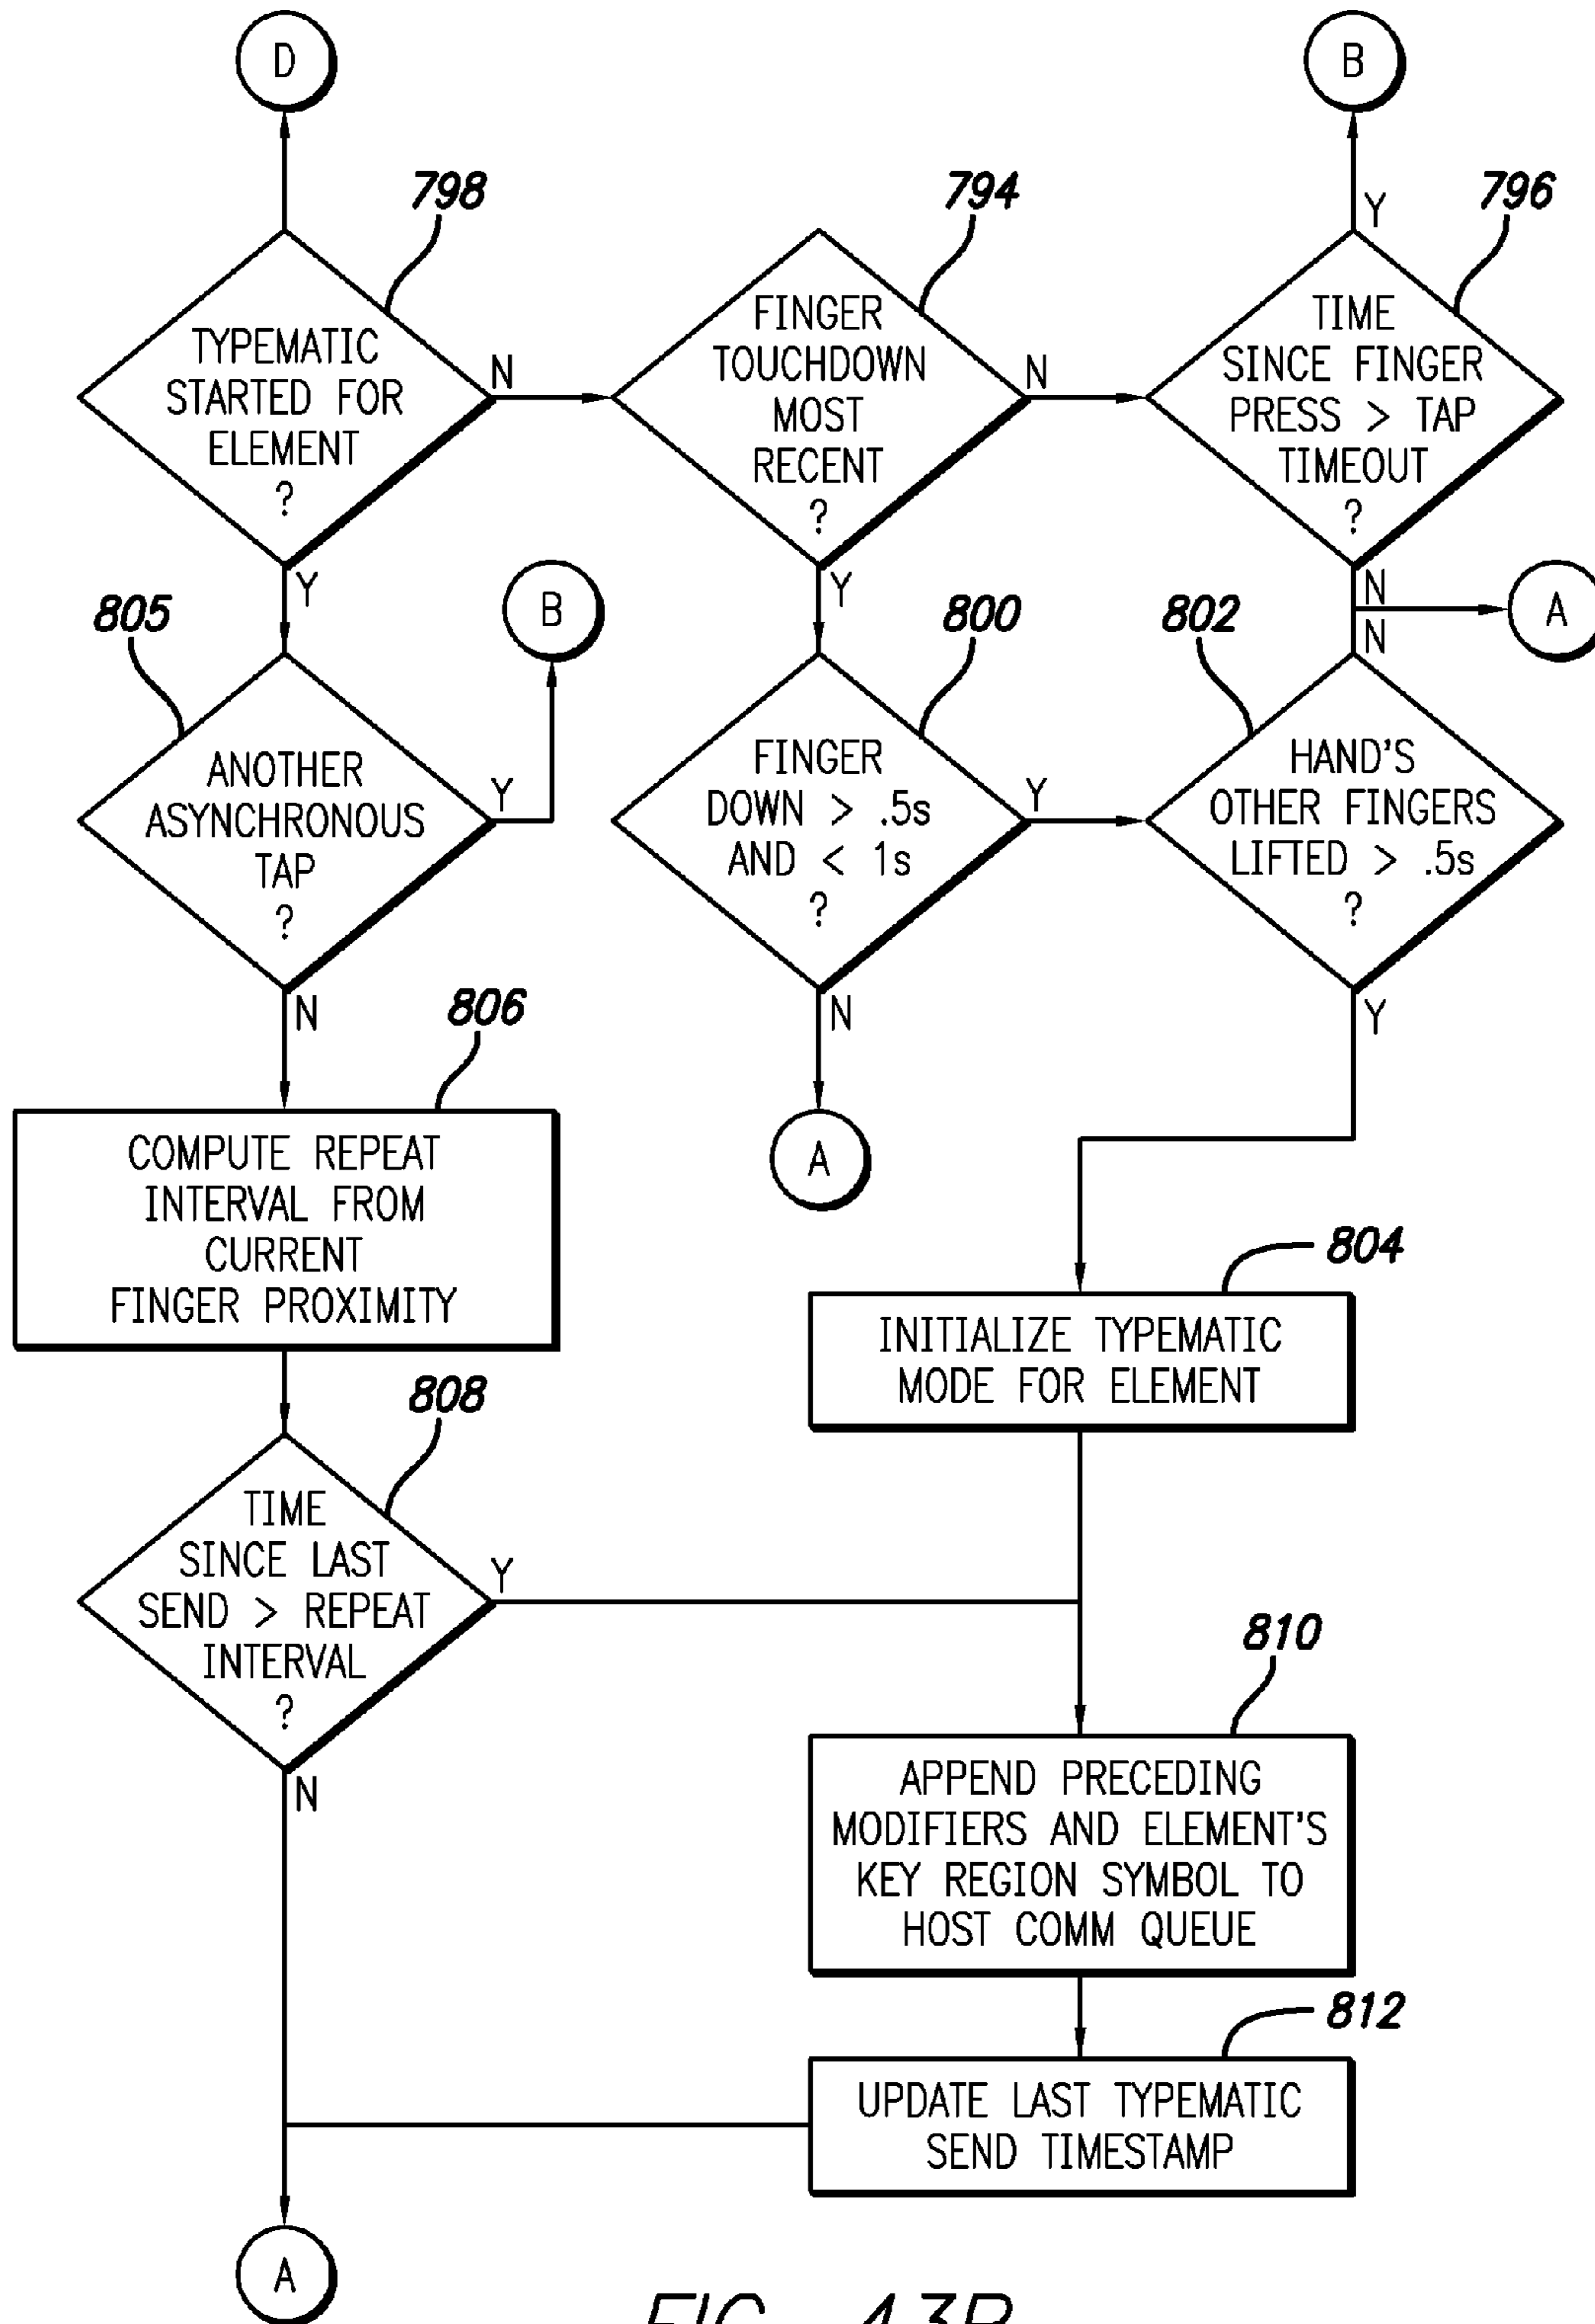 D
B
798
794
796
Y
TYPEMATIC
STARTED FOR
ELEMENT
?
N
Y
FINGER
TOUCHDOWN
MOST
RECENT
?
N
Y
TIME
SINCE FINGER
PRESS > TAP
TIMEOUT
?
N
N
A
805
B
800
802
ANOTHER
ASYNCHRONOUS
TAP
?
Y
N
FINGER
DOWN > .5s
AND < 1s
?
Y
N
HAND'S
OTHER FINGERS
LIFTED > .5s
?
Y
806
COMPUTE REPEAT
INTERVAL FROM
CURRENT
FINGER PROXIMITY
A
804
INITIALIZE TYPEMATIC
MODE FOR ELEMENT
808
TIME
SINCE LAST
SEND > REPEAT
INTERVAL
?
Y
N
810
APPEND PRECEDING
MODIFIERS AND ELEMENT'S
KEY REGION SYMBOL TO
HOST COMM QUEUE
812
UPDATE LAST TYPEMATIC
SEND TIMESTAMP
A